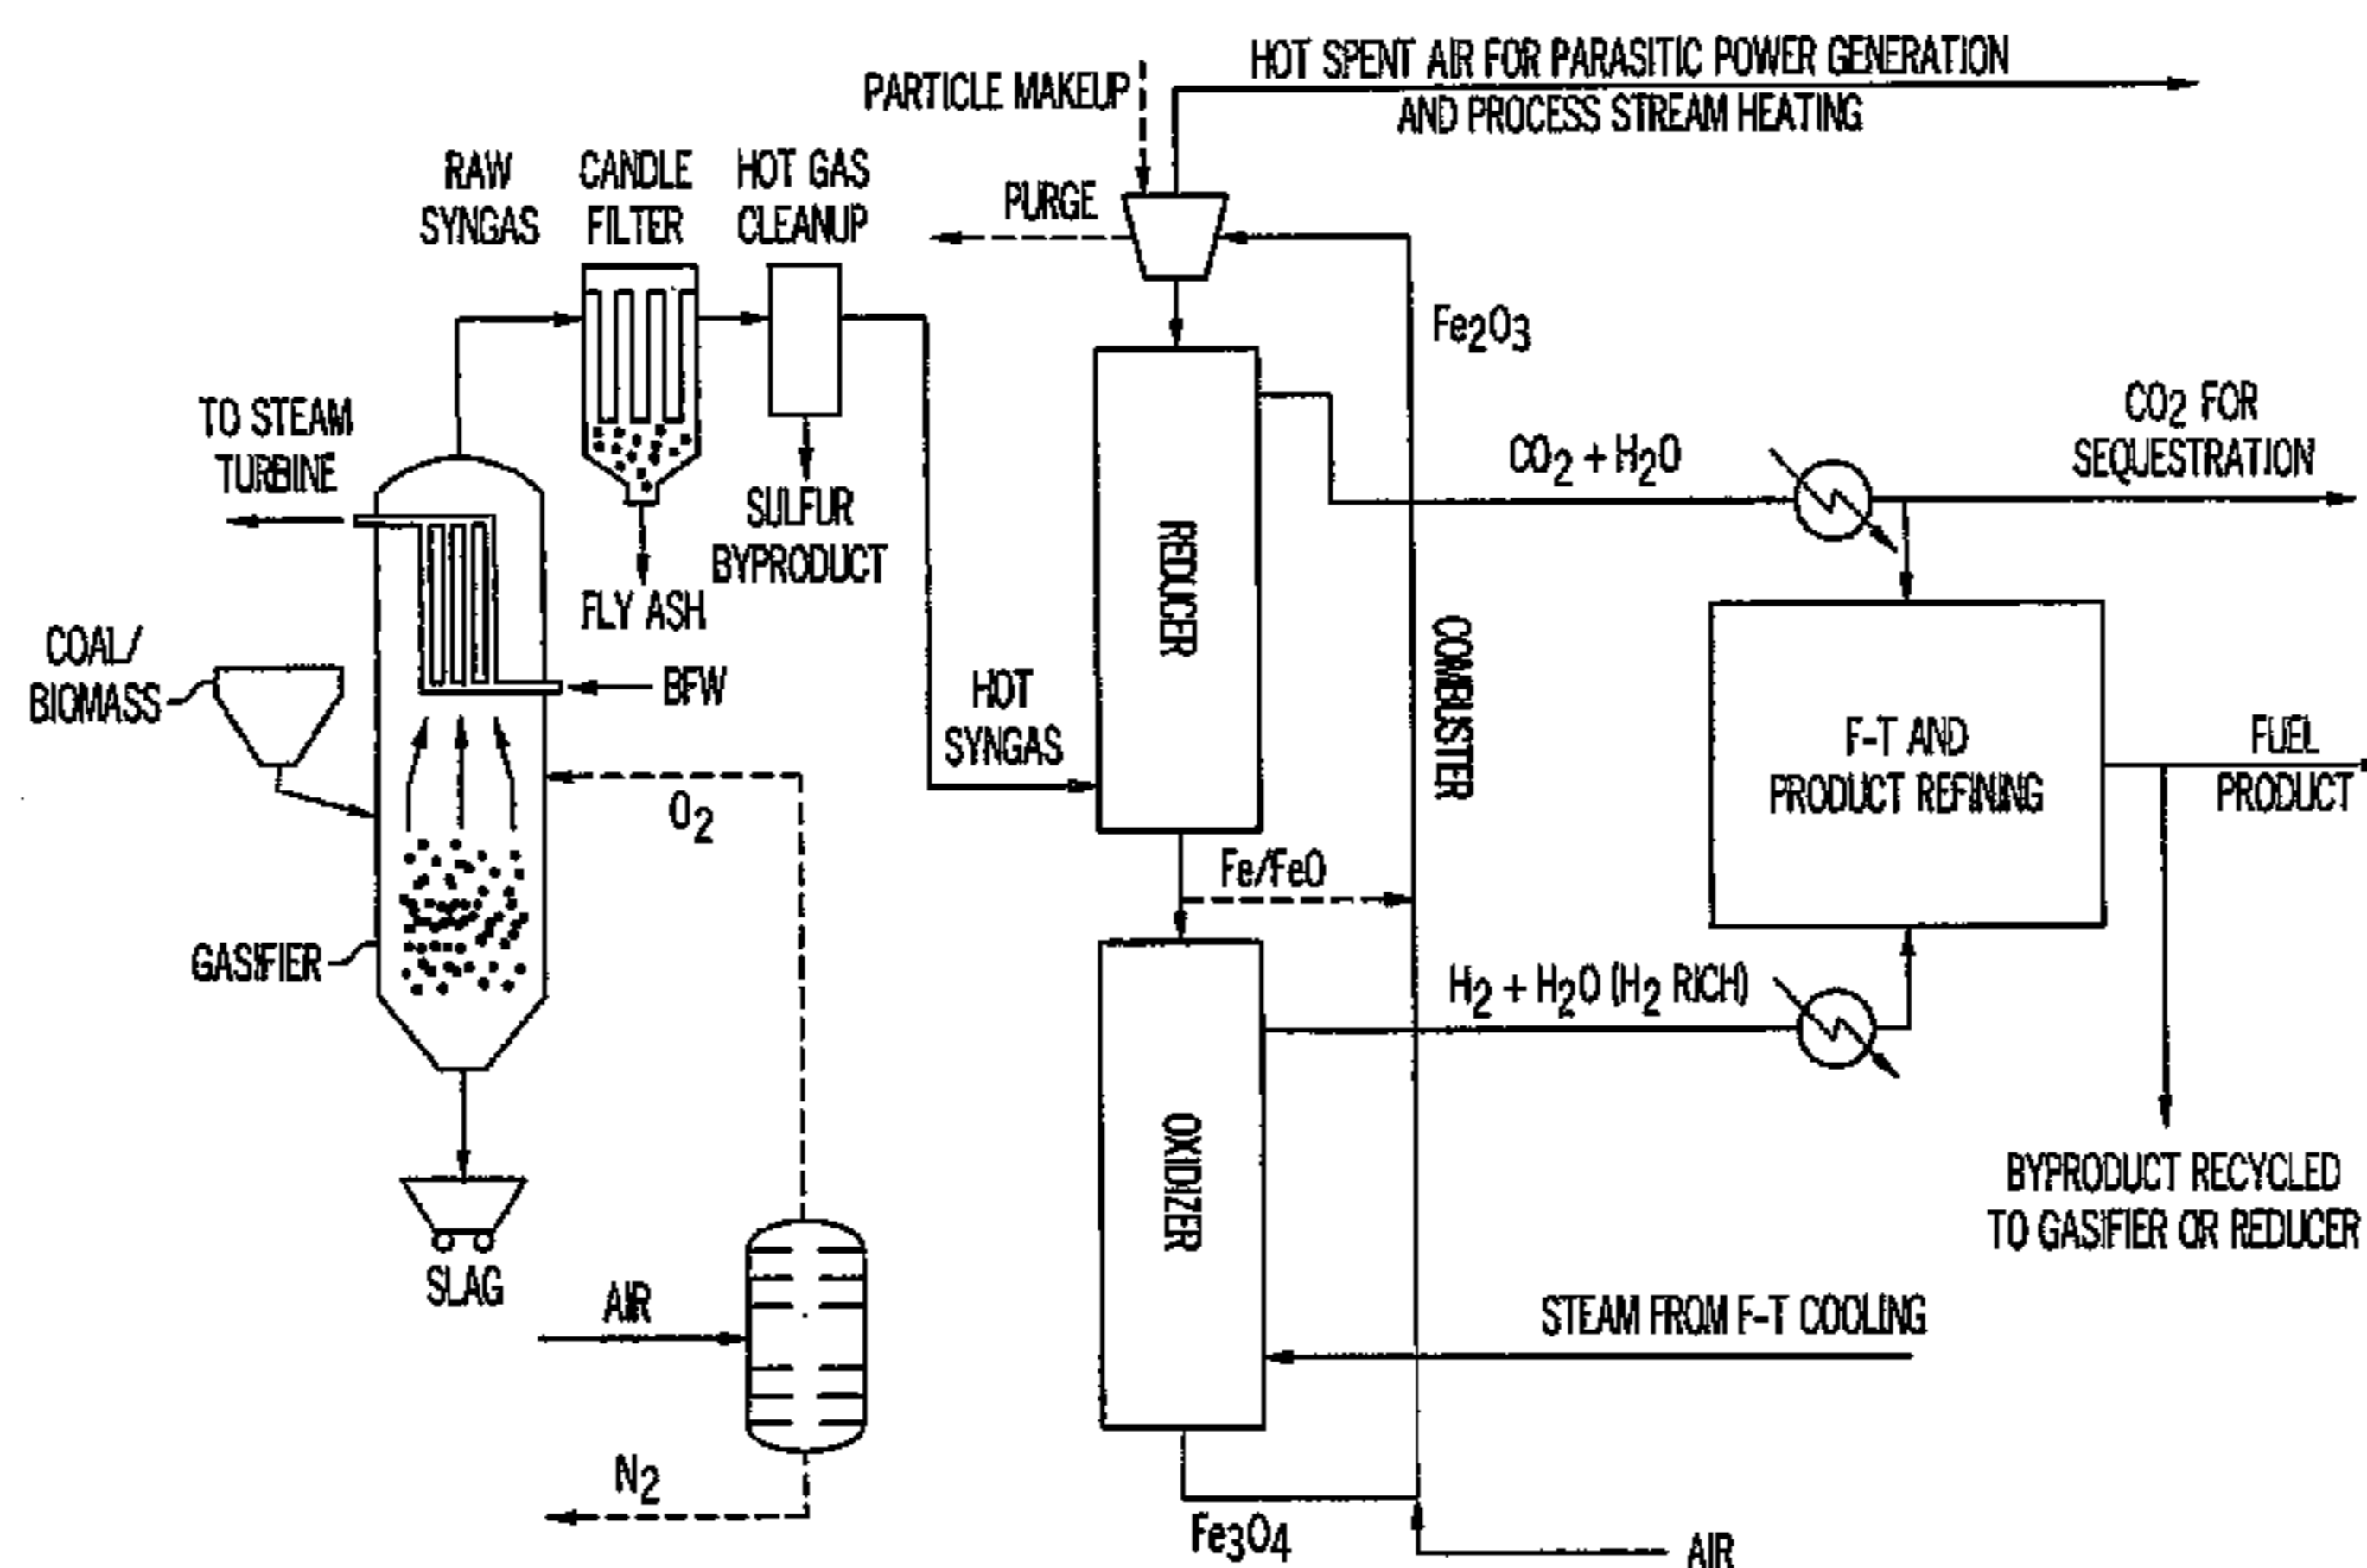 HOT SPENT AIR FOR PARASITIC POWER GENERATION
AND PROCESS STREAM HEATING
PARTICLE MAKEUP
PURGE
RAW
SYNGAS
CANDLE
FILTER
HOT GAS
CLEANUP
Fe2O3
TO STEAM
TURBINE
SULFUR
BYPRODUCT
FLY ASH
CO2 + H2O
CO2 FOR
SEQUESTRATION
REDUCER
COAL/
BIOMASS
BFW
HOT
SYNGAS
COMBUSTER
F-T AND
PRODUCT REFINING
FUEL
PRODUCT
O2
Fe/FeO
GASIFIER
H2 + H2O (H2 RICH)
OXIDIZER
BYPRODUCT RECYCLED
TO GASIFIER OR REDUCER
SLAG
AIR
STEAM FROM F-T COOLING
N2
Fe3O4
AIR